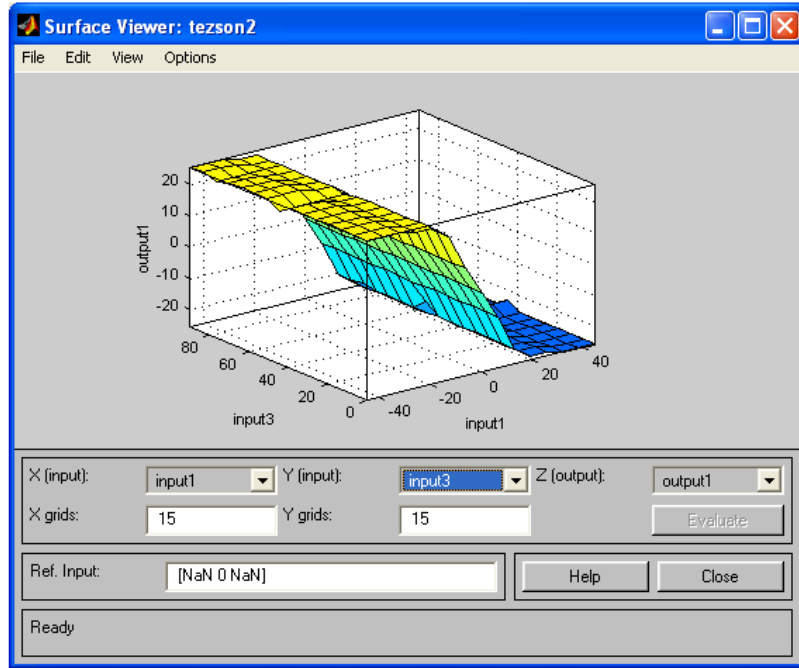 Surface Viewer: tezson2
File Edit View Options
20
10
0
-10
-20
output1
80
60
40
20
0
input3
-40
-20
0
20
40
input1
X (input): input1 Y (input): input3 Z (output): output1
X grids: 15 Y grids: 15 Evaluate
Ref. Input: [NaN 0 NaN] Help Close
Ready